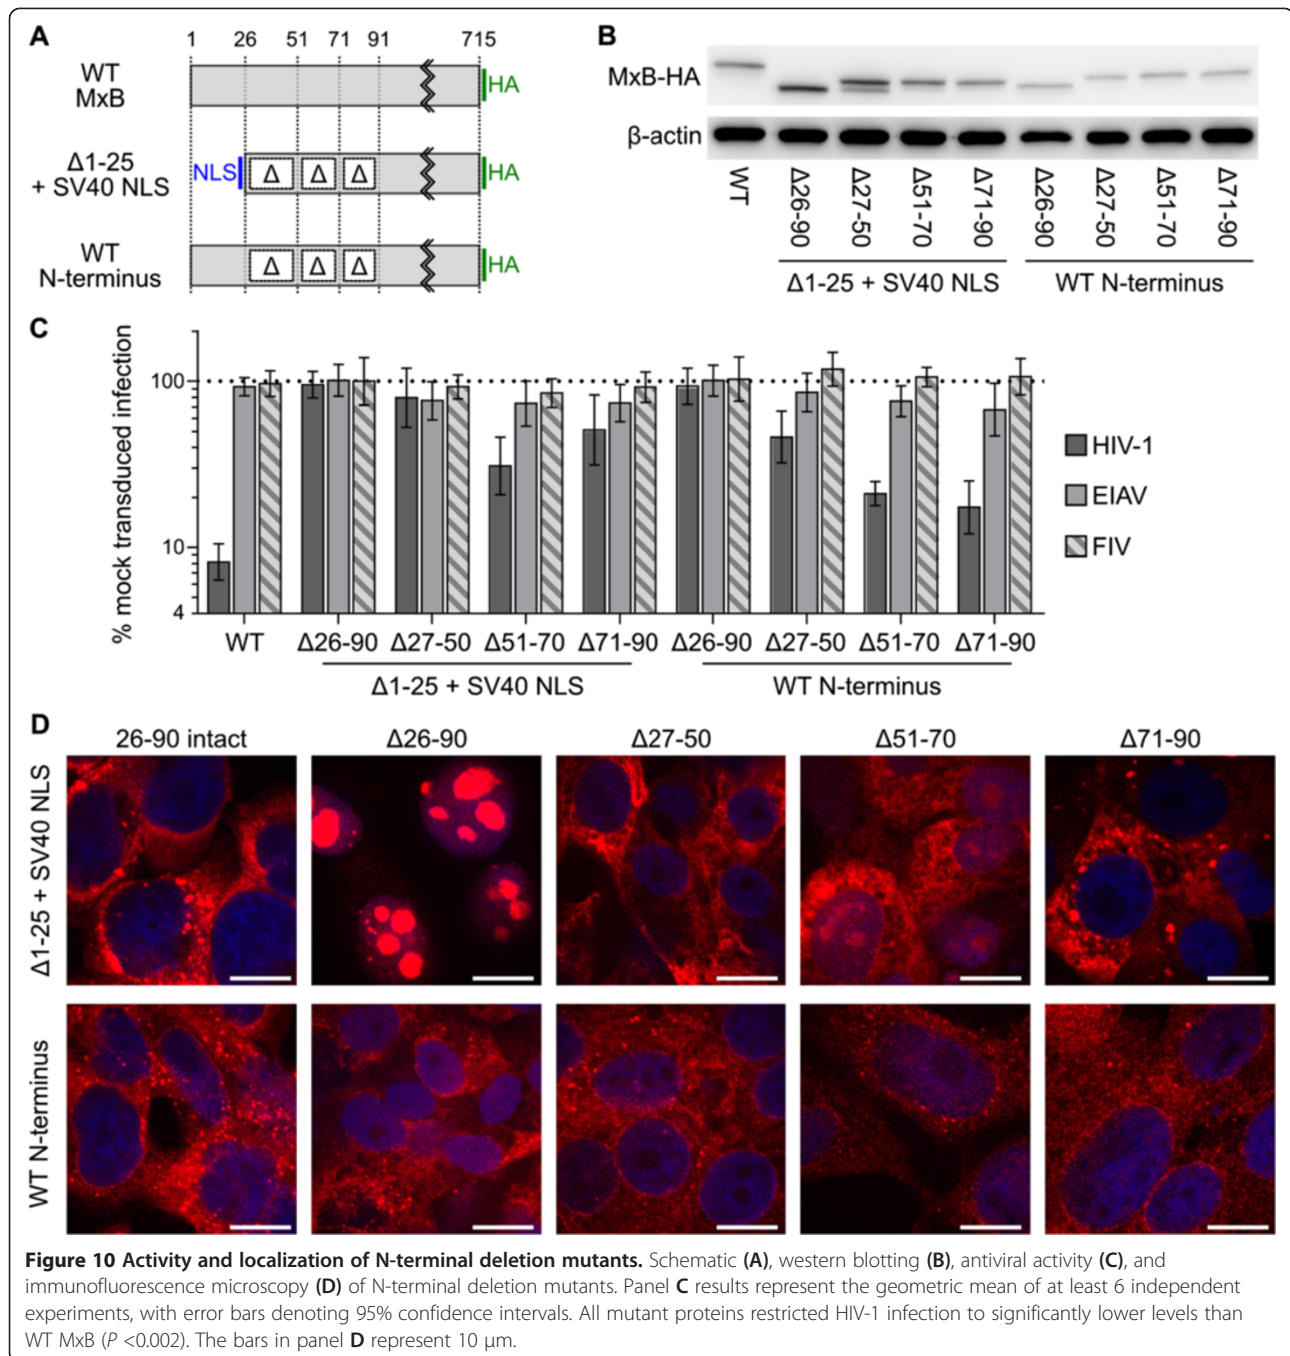 A
1 26 51 71 91 715
WT
MxB
HA
Δ1-25
+ SV40 NLS
NLS
Δ Δ Δ
HA
WT
N-terminus
Δ Δ Δ
HA
B
MxB-HA
β-actin
WT Δ26-90 Δ27-50 Δ51-70 Δ71-90 Δ26-90 Δ27-50 Δ51-70 Δ71-90
Δ1-25 + SV40 NLS WT N-terminus
C
% mock transduced infection
100
10
4
HIV-1
EIAV
FIV
WT Δ26-90 Δ27-50 Δ51-70 Δ71-90 Δ26-90 Δ27-50 Δ51-70 Δ71-90
Δ1-25 + SV40 NLS WT N-terminus
D
26-90 intact Δ26-90 Δ27-50 Δ51-70 Δ71-90
Δ1-25 + SV40 NLS
WT N-terminus
Figure 10 Activity and localization of N-terminal deletion mutants. Schematic (A), western blotting (B), antiviral activity (C), and
immunofluorescence microscopy (D) of N-terminal deletion mutants. Panel C results represent the geometric mean of at least 6 independent
experiments, with error bars denoting 95% confidence intervals. All mutant proteins restricted HIV-1 infection to significantly lower levels than
WT MxB (P <0.002). The bars in panel D represent 10 μm.